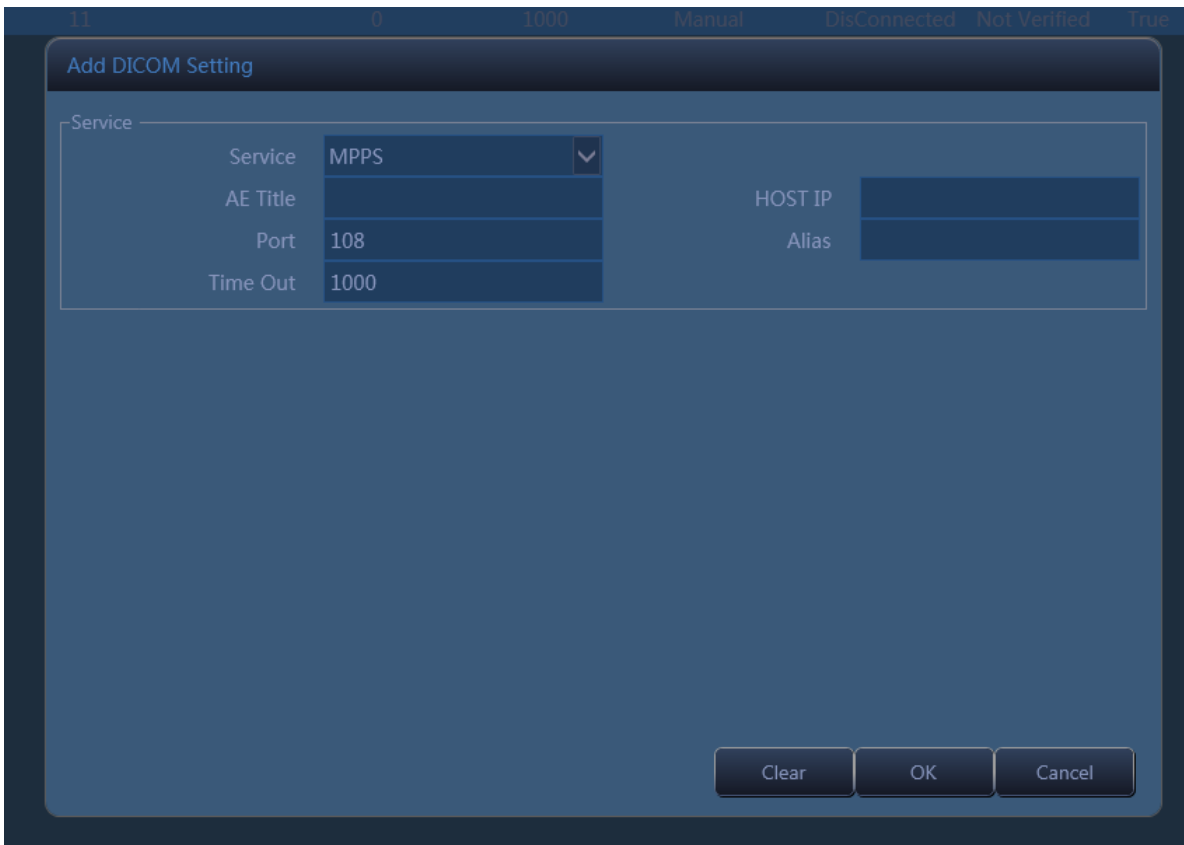 11 0 1000 Manual DisConnected Not Verified True
Add DICOM Setting
Service
Service MPPS
AE Title HOST IP
Port 108 Alias
Time Out 1000
Clear OK Cancel